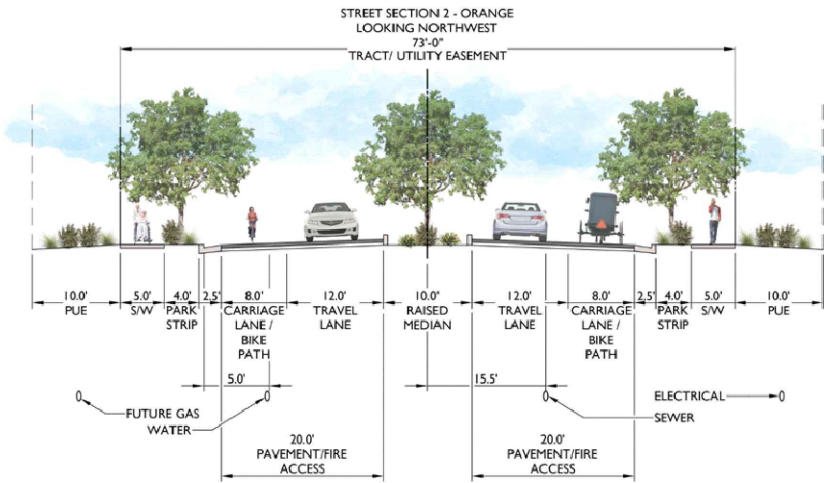 STREET SECTION 2 - ORANGE
LOOKING NORTHWEST
73'-0"
TRACT/ UTILITY EASEMENT
10.0' 5.0' 4.0' 2.5' 8.0' 12.0' 10.0' 12.0' 8.0' 2.5' 4.0' 5.0' 10.0'
PUE S/W PARK CARRIAGE TRAVEL RAISED TRAVEL CARRIAGE PARK S/W PUE
STRIP LANE / LANE MEDIAN LANE LANE / STRIP
BIKE BIKE
PATH PATH
5.0' 15.5'
0 0 0 ELECTRICAL 0
FUTURE GAS SEWER
WATER
20.0' 20.0'
PAVEMENT/FIRE PAVEMENT/FIRE
ACCESS ACCESS